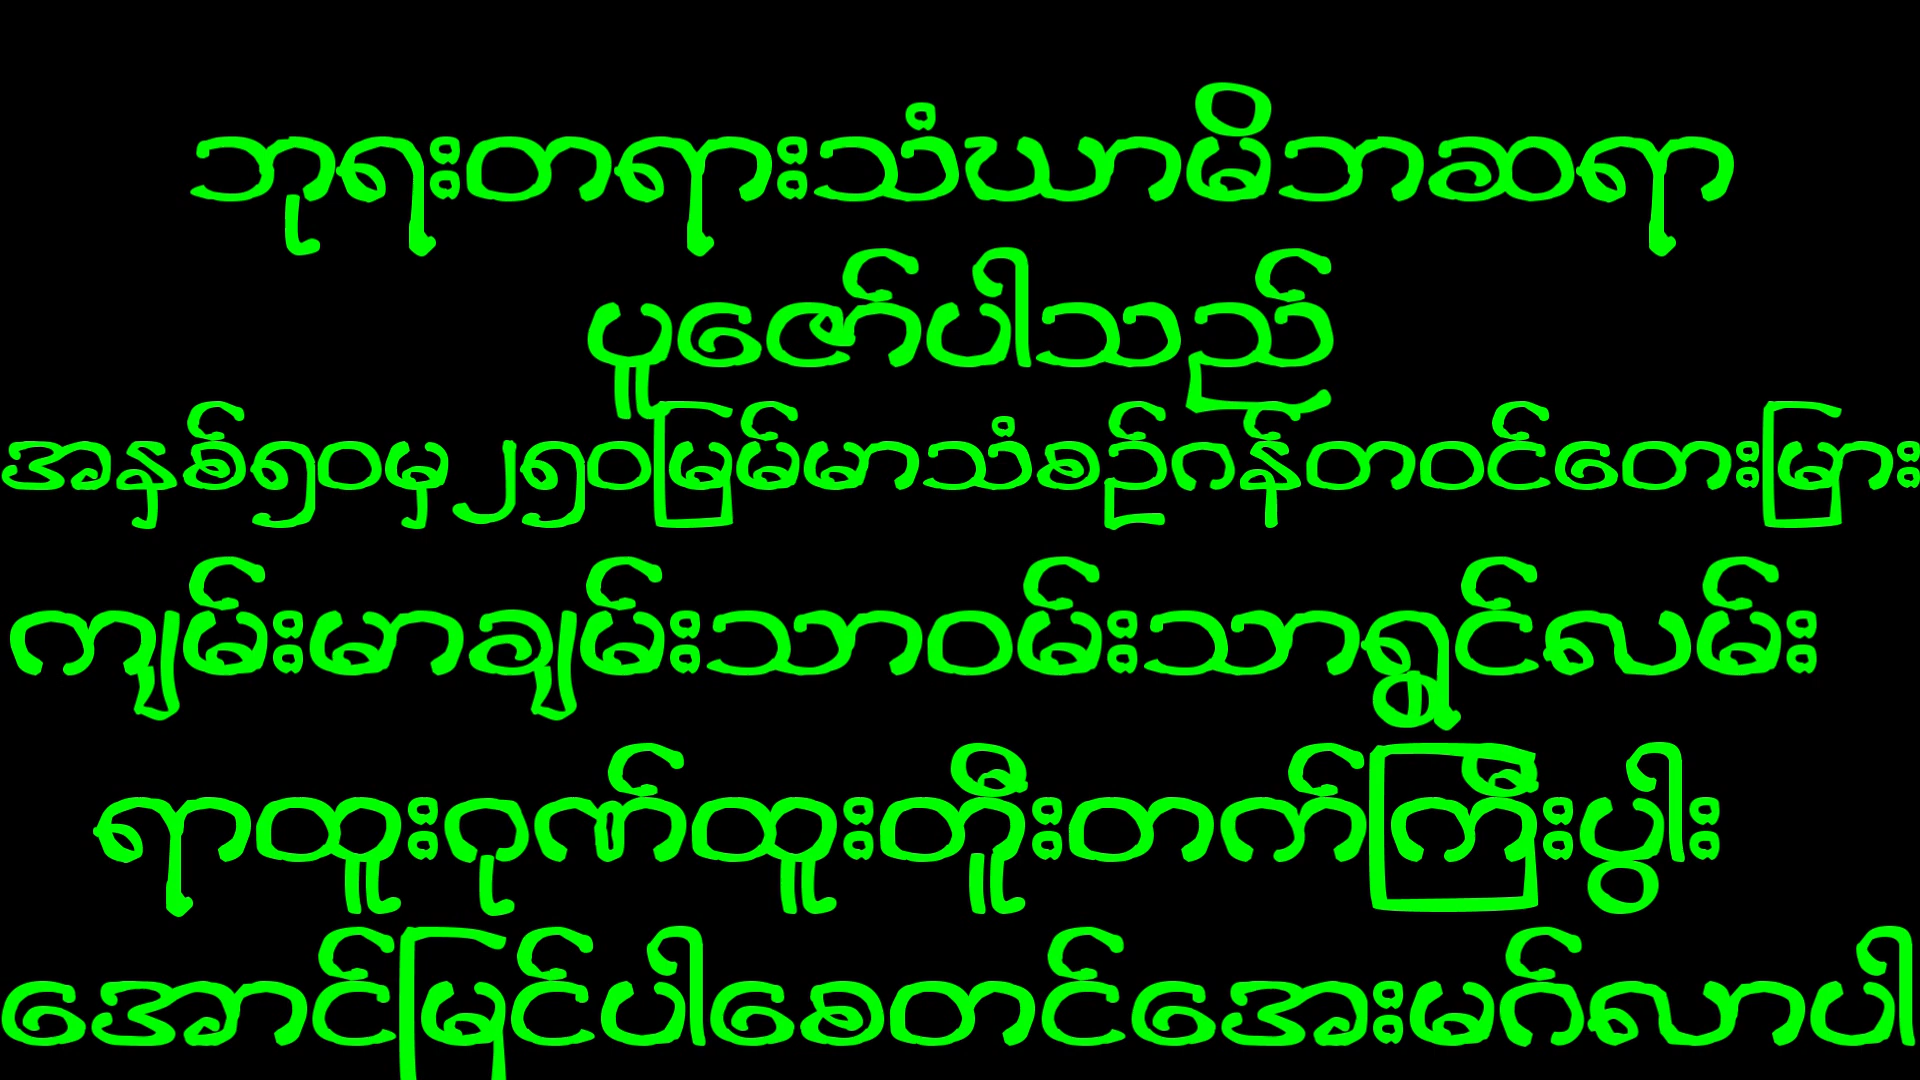 ဘုရးတရားသံဃာမိဘဆရာ
ပူဇော်ပါသည်
အနှစ်၅၀မှ၂၅၀မြမ်မာသံစဉ်ဂန်တဝင်တေးမြား
ကျမ်းမာချမ်းသာဝမ်းသာရွှင်လမ်း
ရာထူးဂုဏ်ထူးတိူးတက်ကြီးပွါး
အောင်မြင်ပါစေတင်အေးမင်္ဂလာပါ